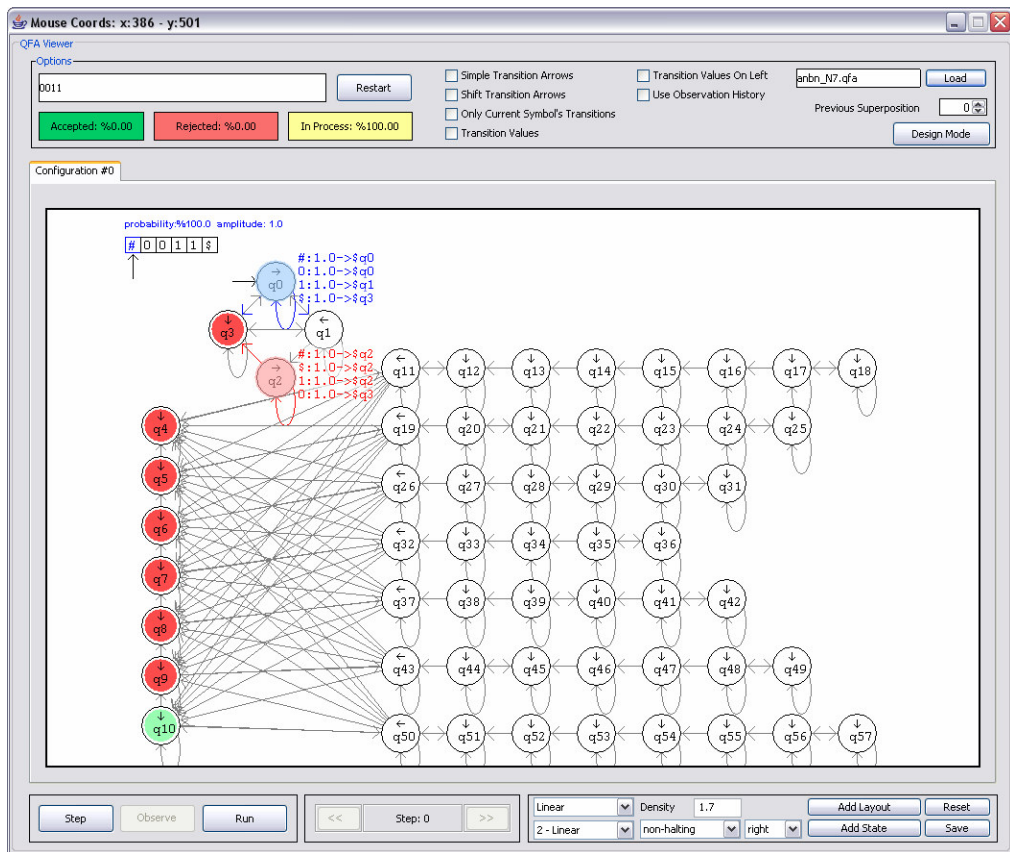 Mouse Coords: x:386 - y:501
QFA Viewer
Options
0011
Restart
Accepted: %0.00
Rejected: %0.00
In Process: %100.00
Simple Transition Arrows
Shift Transition Arrows
Only Current Symbol's Transitions
Transition Values
Transition Values On Left
Use Observation History
anbn_N7.qfa
Load
Previous Superposition
0
Design Mode
Configuration #0
probability:%100.0 amplitude: 1.0
# 0 0 1 1 $
q0
#:1.0->$q0
0:1.0->$q0
1:1.0->$q1
$:1.0->$q3
q3
q1
q2
#:1.0->$q2
$:1.0->$q2
1:1.0->$q2
0:1.0->$q3
q11 q12 q13 q14 q15 q16 q17 q18
q4 q19 q20 q21 q22 q23 q24 q25
q5 q26 q27 q28 q29 q30 q31
q6 q32 q33 q34 q35 q36
q7 q37 q38 q39 q40 q41 q42
q8
q9 q43 q44 q45 q46 q47 q48 q49
q10 q50 q51 q52 q53 q54 q55 q56 q57
Step
Observe
Run
<<
Step: 0
>>
Linear
Density
1.7
Add Layout
Reset
2 - Linear
non-halting
right
Add State
Save